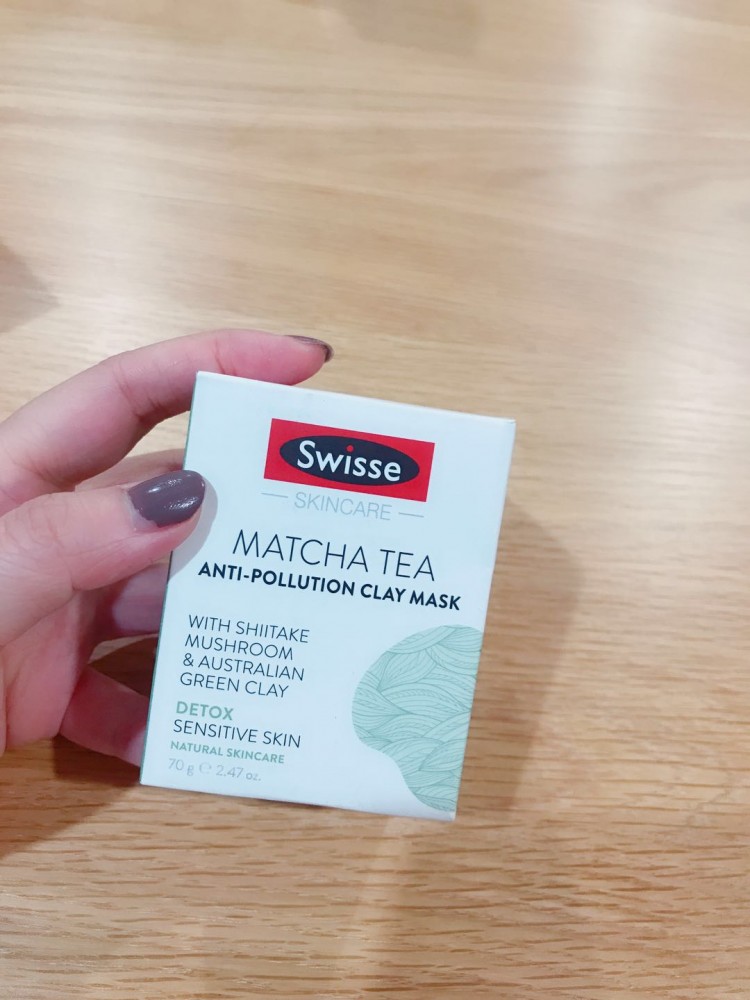 Swisse
SKINCARE
MATCHA TEA
ANTI-POLLUTION CLAY MASK
WITH SHIITAKE
MUSHROOM
& AUSTRALIAN
GREEN CLAY
DETOX
SENSITIVE SKIN
NATURAL SKINCARE
70 g ℮ 2.47 oz.